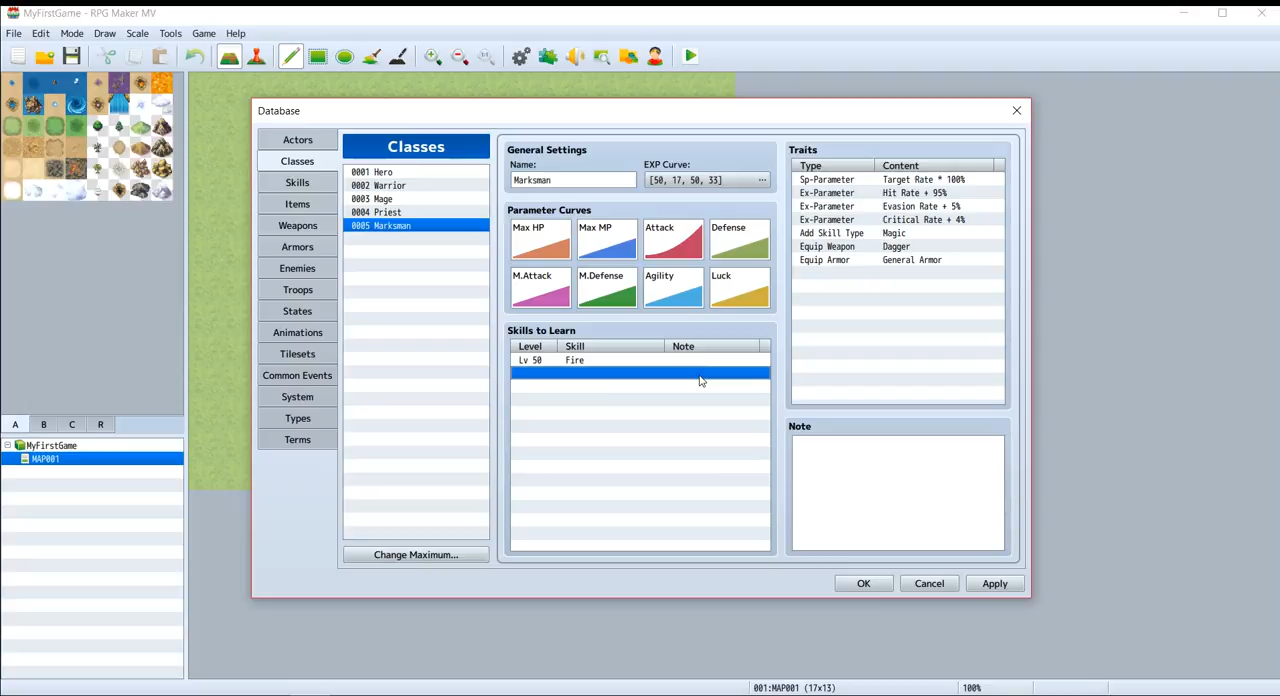 MyFirstGame - RPG Maker MV
File Edit Mode Draw Scale Tools Game Help
Database
Actors
Classes
Skills
Items
Weapons
Armors
Enemies
Troops
States
Animations
Tilesets
Common Events
System
Types
Terms
Classes
0001 Hero
0002 Warrior
0003 Mage
0004 Priest
0005 Marksman
Change Maximum...
General Settings
Name: EXP Curve:
Marksman [50, 17, 50, 33] ...
Parameter Curves
Max HP Max MP Attack Defense
M.Attack M.Defense Agility Luck
Skills to Learn
Level Skill Note
Lv 50 Fire
Traits
Type Content
Sp-Parameter Target Rate * 100%
Ex-Parameter Hit Rate + 95%
Ex-Parameter Evasion Rate + 5%
Ex-Parameter Critical Rate + 4%
Add Skill Type Magic
Equip Weapon Dagger
Equip Armor General Armor
Note
OK Cancel Apply
A B C R
MyFirstGame
MAP001
001:MAP001 (17×13) 100%